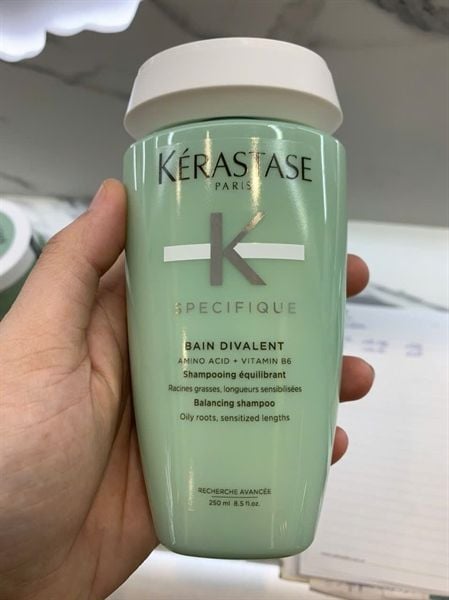 KÉRASTASE
PARIS
K
SPECIFIQUE
BAIN DIVALENT
AMINO ACID + VITAMIN B6
Shampooing équilibrant
Racines grasses, longueurs sensibilisées
Balancing shampoo
Oily roots, sensitized lengths
RECHERCHE AVANCÉE
250 ml 8.5 fl.oz.